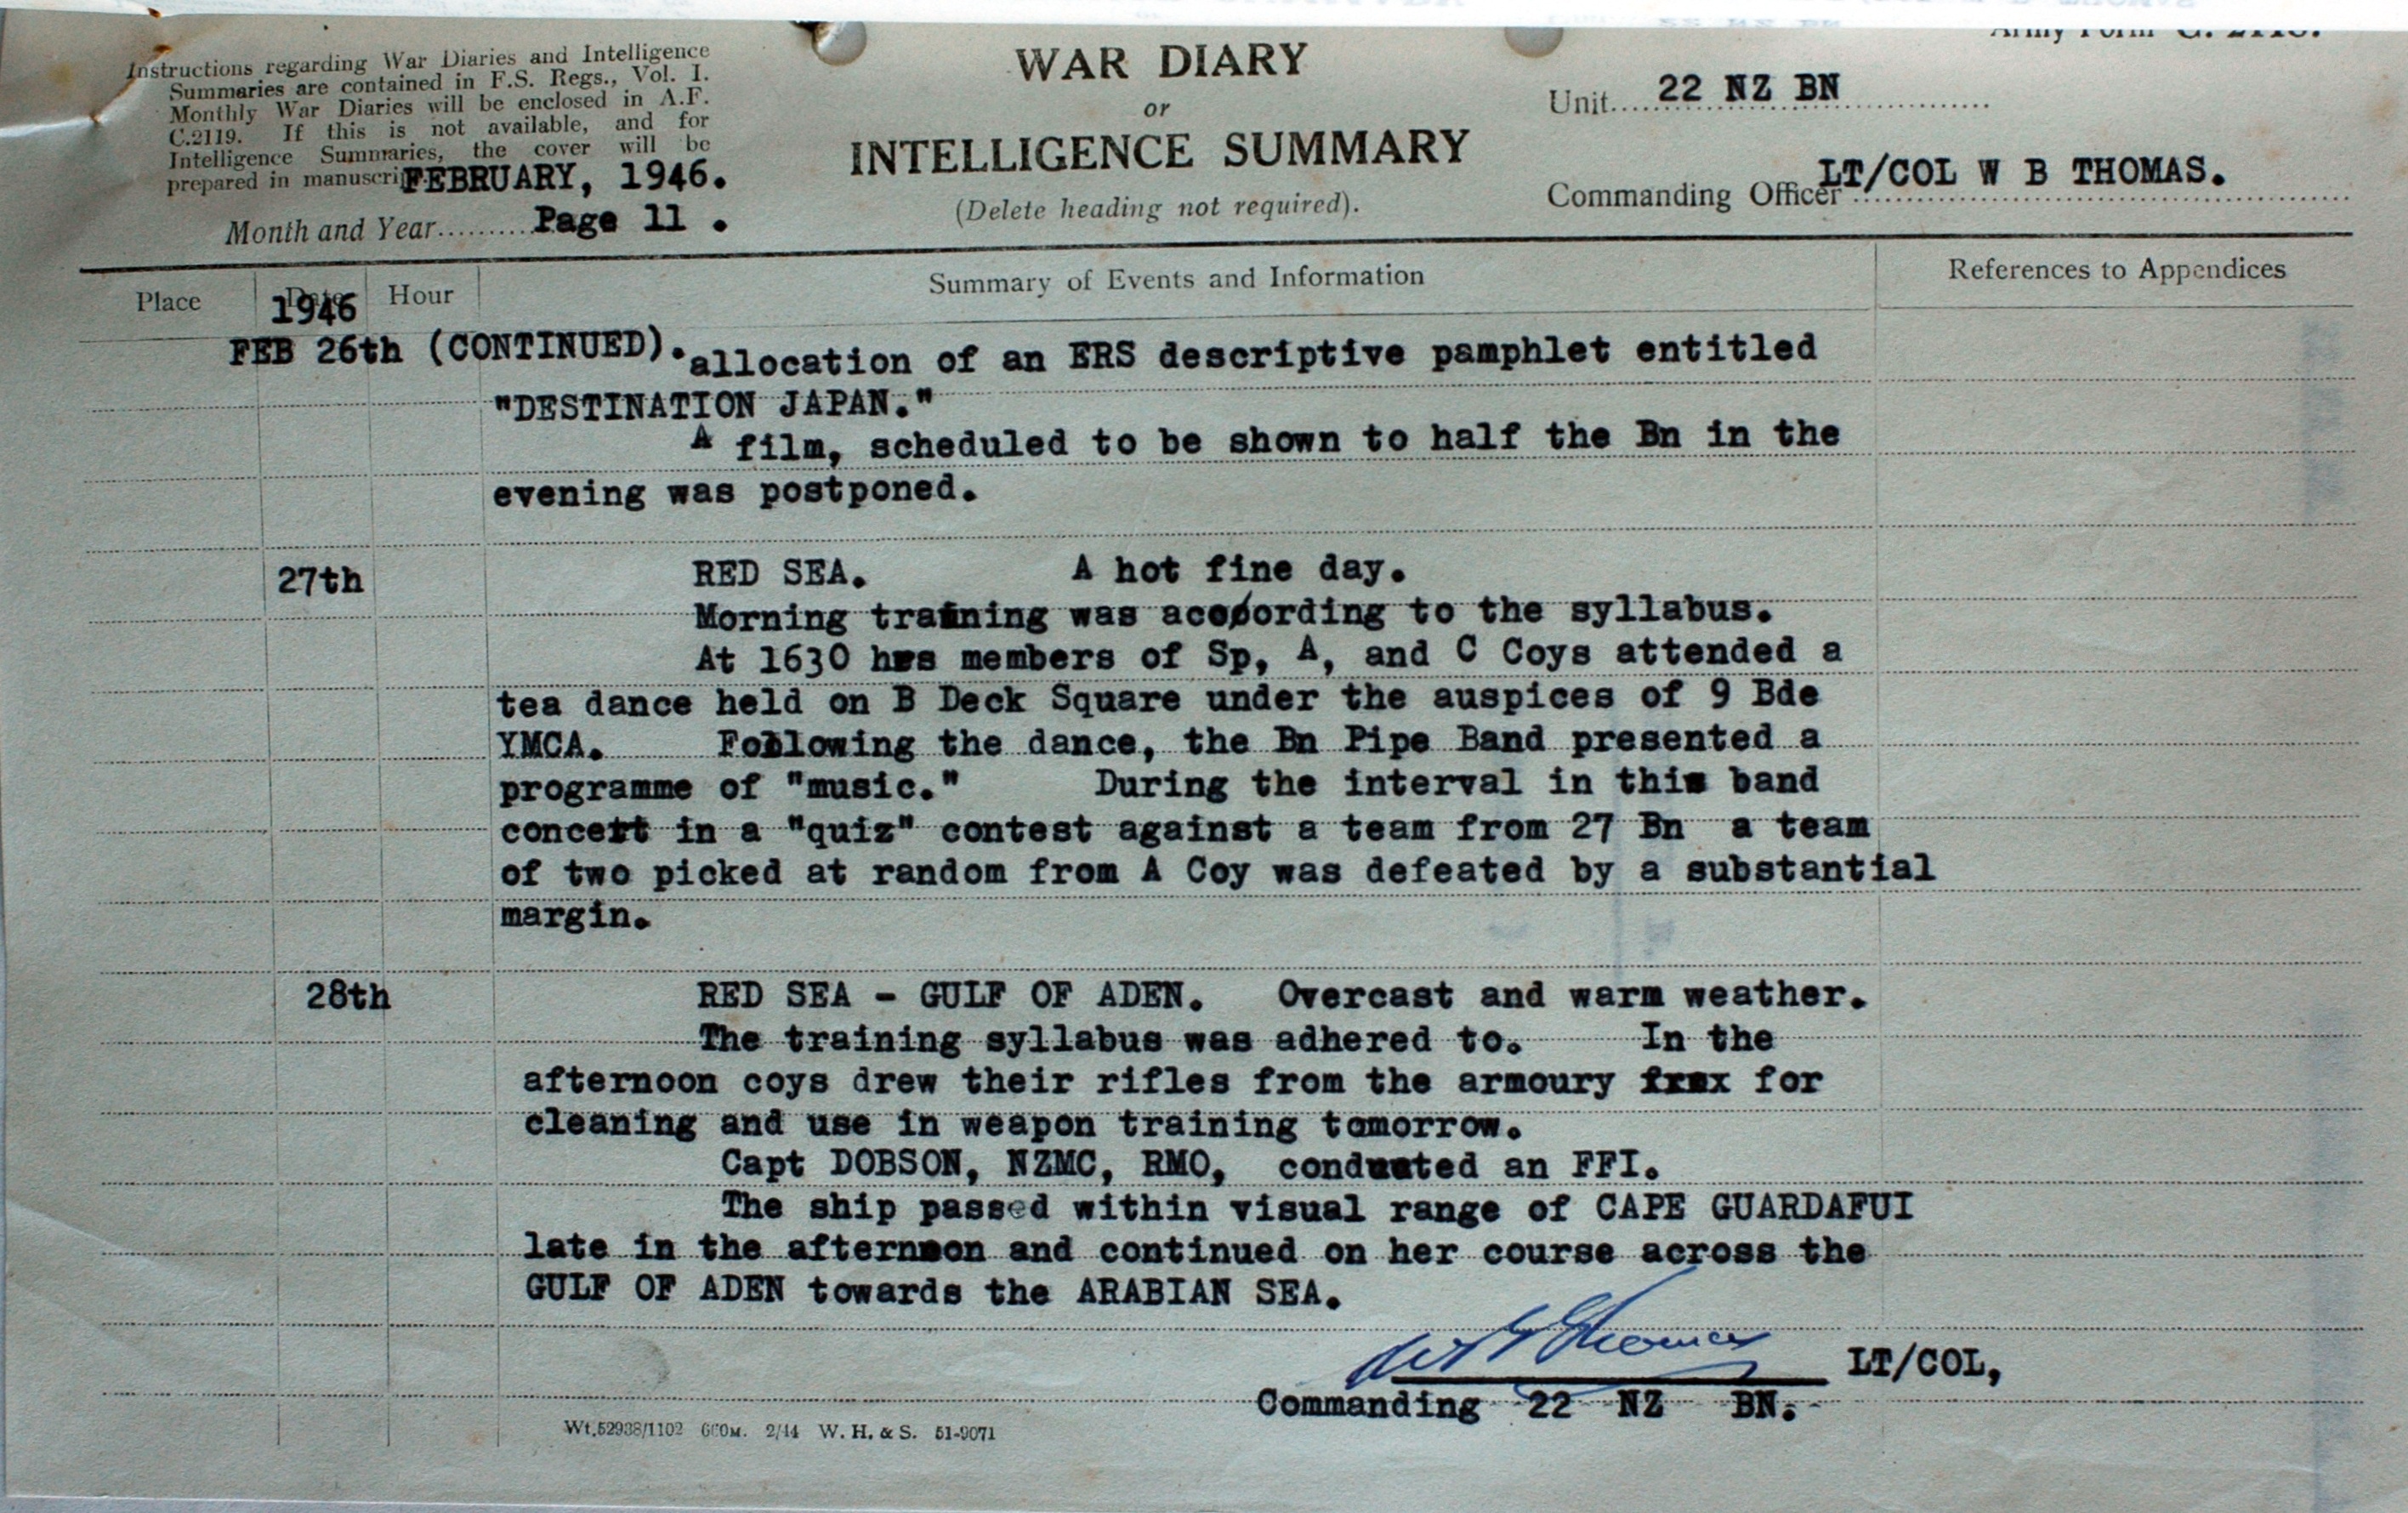 Army Form C. 2118.
Instructions regarding War Diaries and Intelligence
Summaries are contained in F.S. Regs., Vol. I.
Monthly War Diaries will be enclosed in A.F.
C.2119. If this is not available, and for
Intelligence Summaries, the cover will be
prepared in
FEBRUARY, 1946.
Month and Year.......... Page 11 .
WAR DIARY
or
INTELLIGENCE SUMMARY
(Delete heading not required).
Unit..... 22 NZ BN
Commanding Officer LT/COL W B THOMAS.
Place Date Hour Summary of Events and Information References to Appendices
1946
FEB 26th (CONTINUED). allocation of an ERS descriptive pamphlet entitled
"DESTINATION JAPAN."
A film, scheduled to be shown to half the Bn in the
evening was postponed.
27th RED SEA. A hot fine day.
Morning training was according to the syllabus.
At 1630 hrs members of Sp, A, and C Coys attended a
tea dance held on B Deck Square under the auspices of 9 Bde
YMCA. Following the dance, the Bn Pipe Band presented a
programme of "music." During the interval in this band
concert in a "quiz" contest against a team from 27 Bn a team
of two picked at random from A Coy was defeated by a substantial
margin.
28th RED SEA - GULF OF ADEN. Overcast and warm weather.
The training syllabus was adhered to. In the
afternoon coys drew their rifles from the armoury for
cleaning and use in weapon training tomorrow.
Capt DOBSON, NZMC, RMO, conducted an FFI.
The ship passed within visual range of CAPE GUARDAFUI
late in the afternoon and continued on her course across the
GULF OF ADEN towards the ARABIAN SEA.
W B Thomas LT/COL,
Commanding 22 NZ BN.
Wt.52938/1102 600M. 2/44 W. H. & S. 51-9071